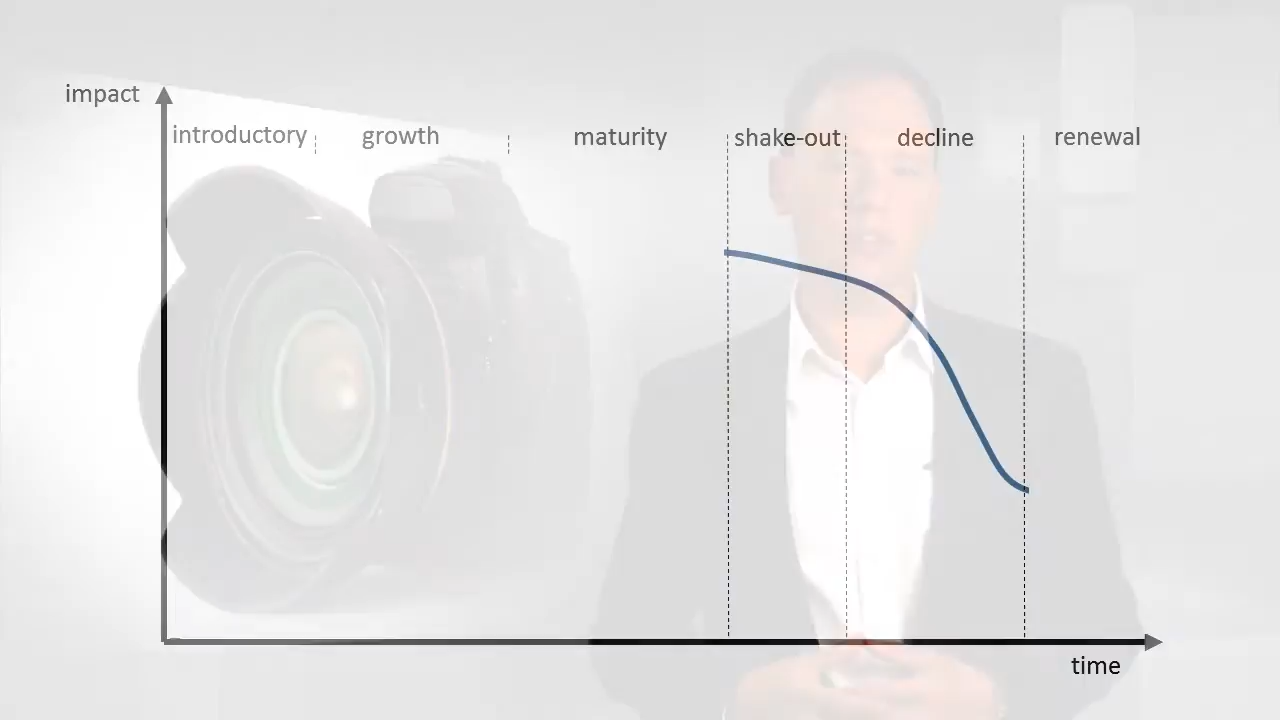 impact
introductory growth maturity shake-out decline renewal
time